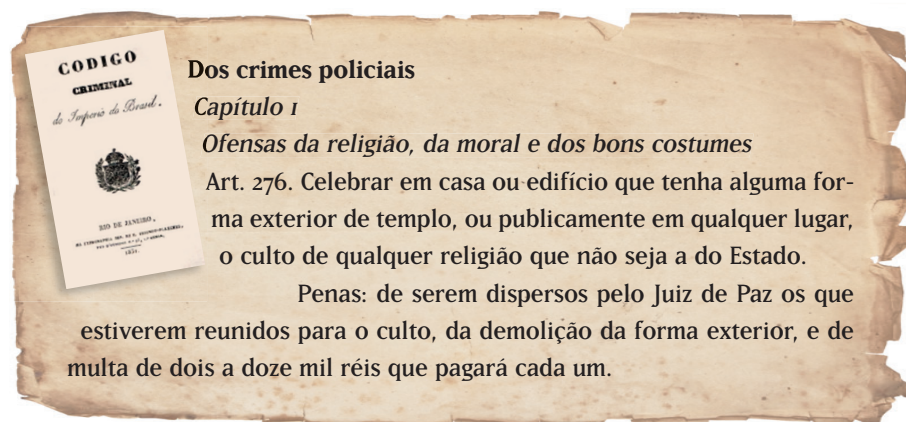 CODIGO
CRIMINAL
do Imperio do Brasil.
RIO DE JANEIRO,
1831.
Dos crimes policiais
Capítulo I
Ofensas da religião, da moral e dos bons costumes
Art. 276. Celebrar em casa ou edifício que tenha alguma for-
ma exterior de templo, ou publicamente em qualquer lugar,
o culto de qualquer religião que não seja a do Estado.
Penas: de serem dispersos pelo Juiz de Paz os que
estiverem reunidos para o culto, da demolição da forma exterior, e de
multa de dois a doze mil réis que pagará cada um.